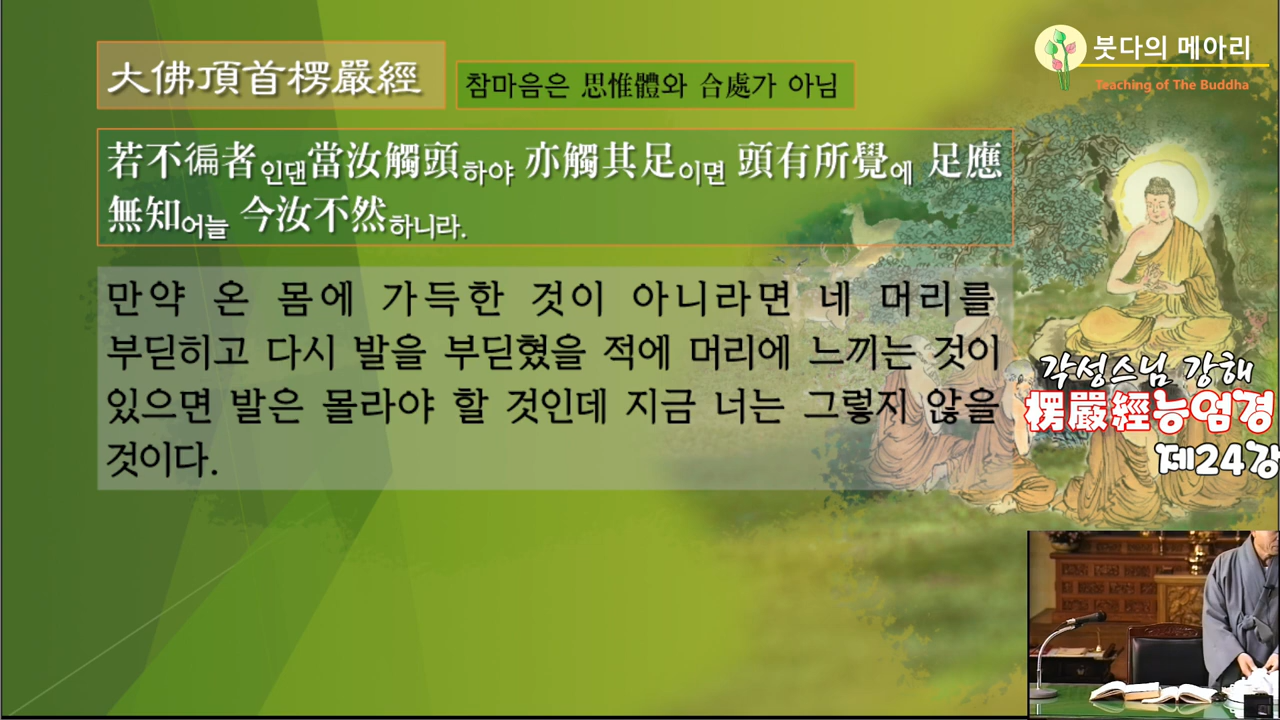 大佛頂首楞嚴經
참마음은 思惟體와 合處가 아님
붓다의 메아리
Teaching of The Buddha
若不徧者인댄當汝觸頭하야 亦觸其足이면 頭有所覺에 足應
無知어늘 今汝不然하니라.
만약 온 몸에 가득한 것이 아니라면 네 머리를
부딛히고 다시 발을 부딛혔을 적에 머리에 느끼는 것이
있으면 발은 몰라야 할 것인데 지금 너는 그렇지 않을
것이다.
각성스님 강해
楞嚴經능엄경
제24강